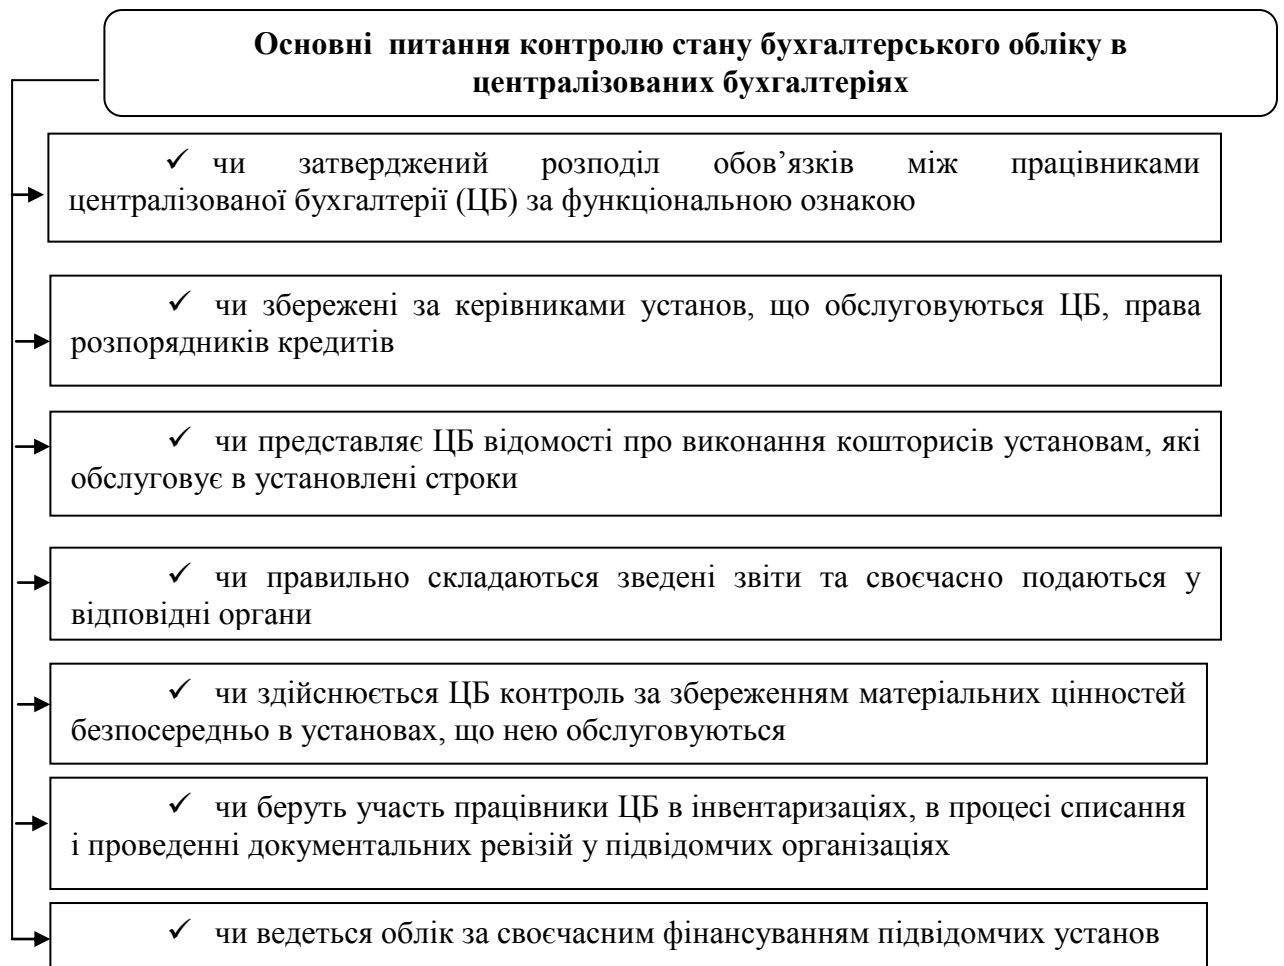 Основні питання контролю стану бухгалтерського обліку в
централізованих бухгалтеріях
✓ чи затверджений розподіл обов’язків між працівниками
централізованої бухгалтерії (ЦБ) за функціональною ознакою
✓ чи збережені за керівниками установ, що обслуговуються ЦБ, права
розпорядників кредитів
✓ чи представляє ЦБ відомості про виконання кошторисів установам, які
обслуговує в установлені строки
✓ чи правильно складаються зведені звіти та своєчасно подаються у
відповідні органи
✓ чи здійснюється ЦБ контроль за збереженням матеріальних цінностей
безпосередньо в установах, що нею обслуговуються
✓ чи беруть участь працівники ЦБ в інвентаризаціях, в процесі списання
і проведенні документальних ревізій у підвідомчих організаціях
✓ чи ведеться облік за своєчасним фінансуванням підвідомчих установ